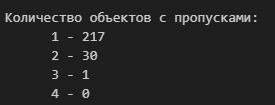 Количество объектов с пропусками:
1 - 217
2 - 30
3 - 1
4 - 0